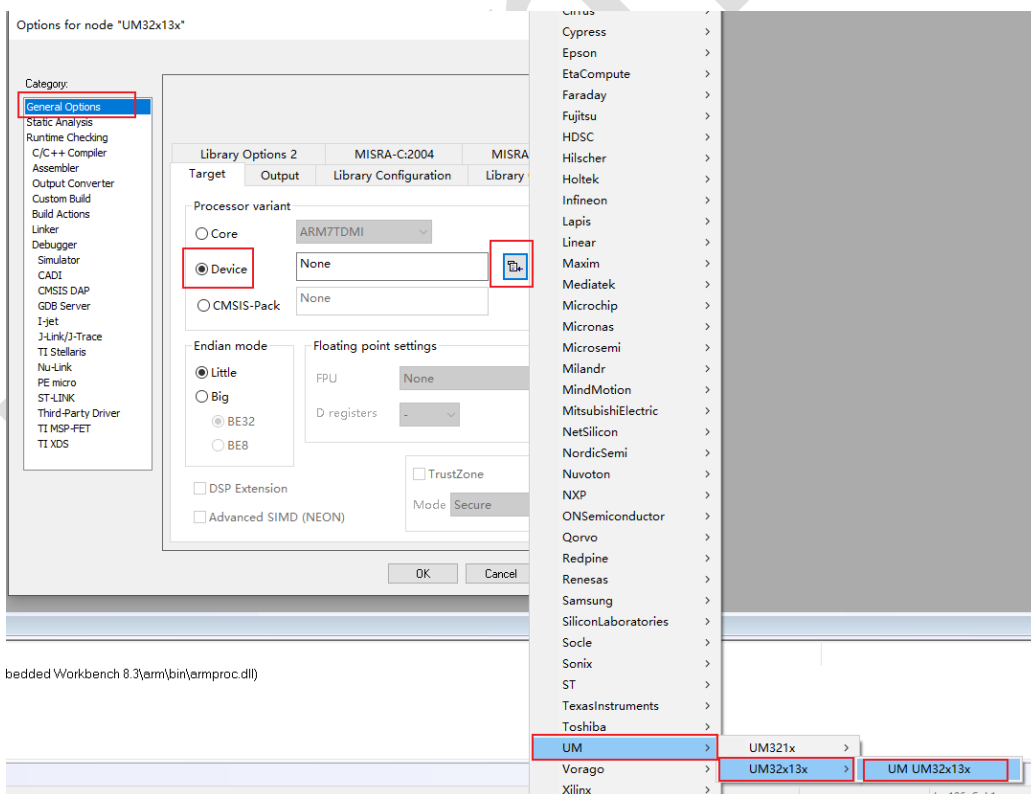 Options for node "UM32x13x"
Category:
General Options
Static Analysis
Runtime Checking
C/C++ Compiler
Assembler
Output Converter
Custom Build
Build Actions
Linker
Debugger
Simulator
CADI
CMSIS DAP
GDB Server
I-jet
J-Link/J-Trace
TI Stellaris
Nu-Link
PE micro
ST-LINK
Third-Party Driver
TI MSP-FET
TI XDS
Library Options 2 MISRA-C:2004 MISRA
Target Output Library Configuration Library
Processor variant
Core ARM7TDMI
Device None
CMSIS-Pack None
Endian mode
Little
Big
BE32
BE8
Floating point settings
FPU None
D registers -
DSP Extension
Advanced SIMD (NEON)
TrustZone
Mode Secure
OK Cancel
bedded Workbench 8.3\arm\bin\armproc.dll)
Cirrus
Cypress
Epson
EtaCompute
Faraday
Fujitsu
HDSC
Hilscher
Holtek
Infineon
Lapis
Linear
Maxim
Mediatek
Microchip
Micronas
Microsemi
Milandr
MindMotion
MitsubishiElectric
NetSilicon
NordicSemi
Nuvoton
NXP
ONSemiconductor
Qorvo
Redpine
Renesas
Samsung
SiliconLaboratories
Socle
Sonix
ST
TexasInstruments
Toshiba
UM
Vorago
Xilinx
UM321x
UM32x13x
UM UM32x13x